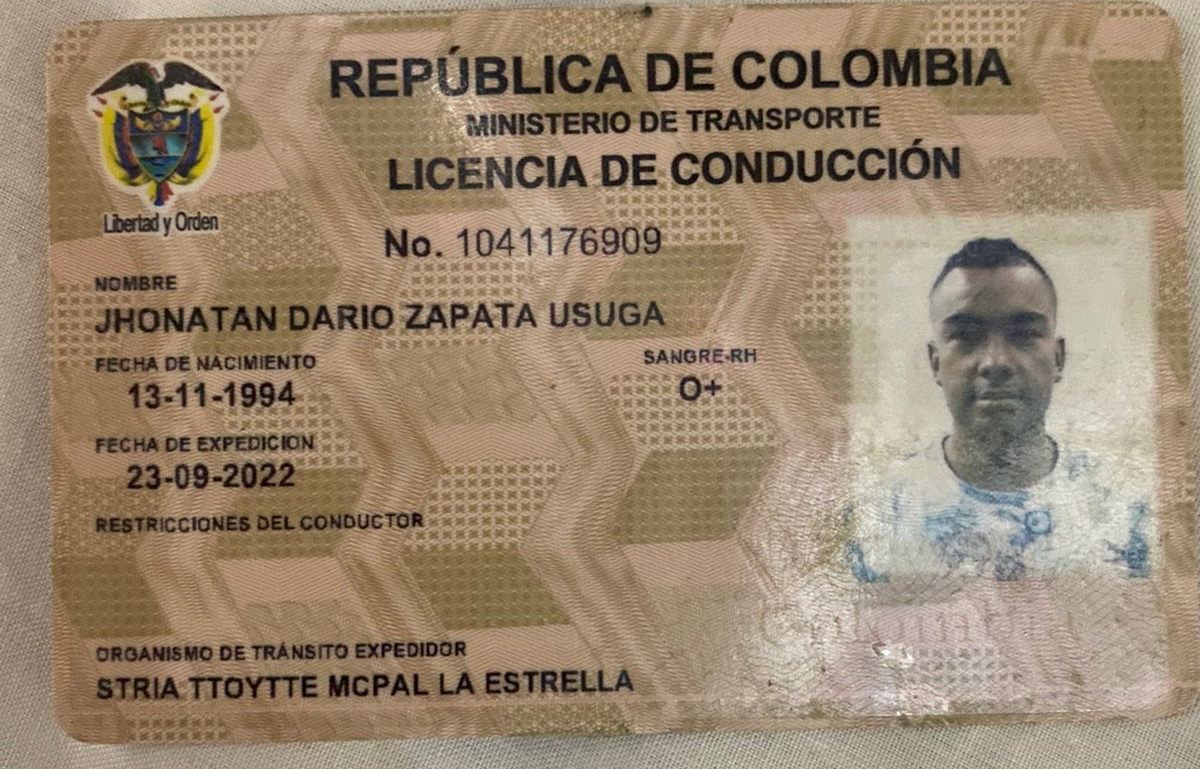 REPÚBLICA DE COLOMBIA
MINISTERIO DE TRANSPORTE
LICENCIA DE CONDUCCIÓN
Libertad y Orden
No. 1041176909
NOMBRE
JHONATAN DARIO ZAPATA USUGA
FECHA DE NACIMIENTO
13-11-1994
SANGRE-RH
O+
FECHA DE EXPEDICION
23-09-2022
RESTRICCIONES DEL CONDUCTOR
ORGANISMO DE TRÁNSITO EXPEDIDOR
STRIA TTOYTTE MCPAL LA ESTRELLA